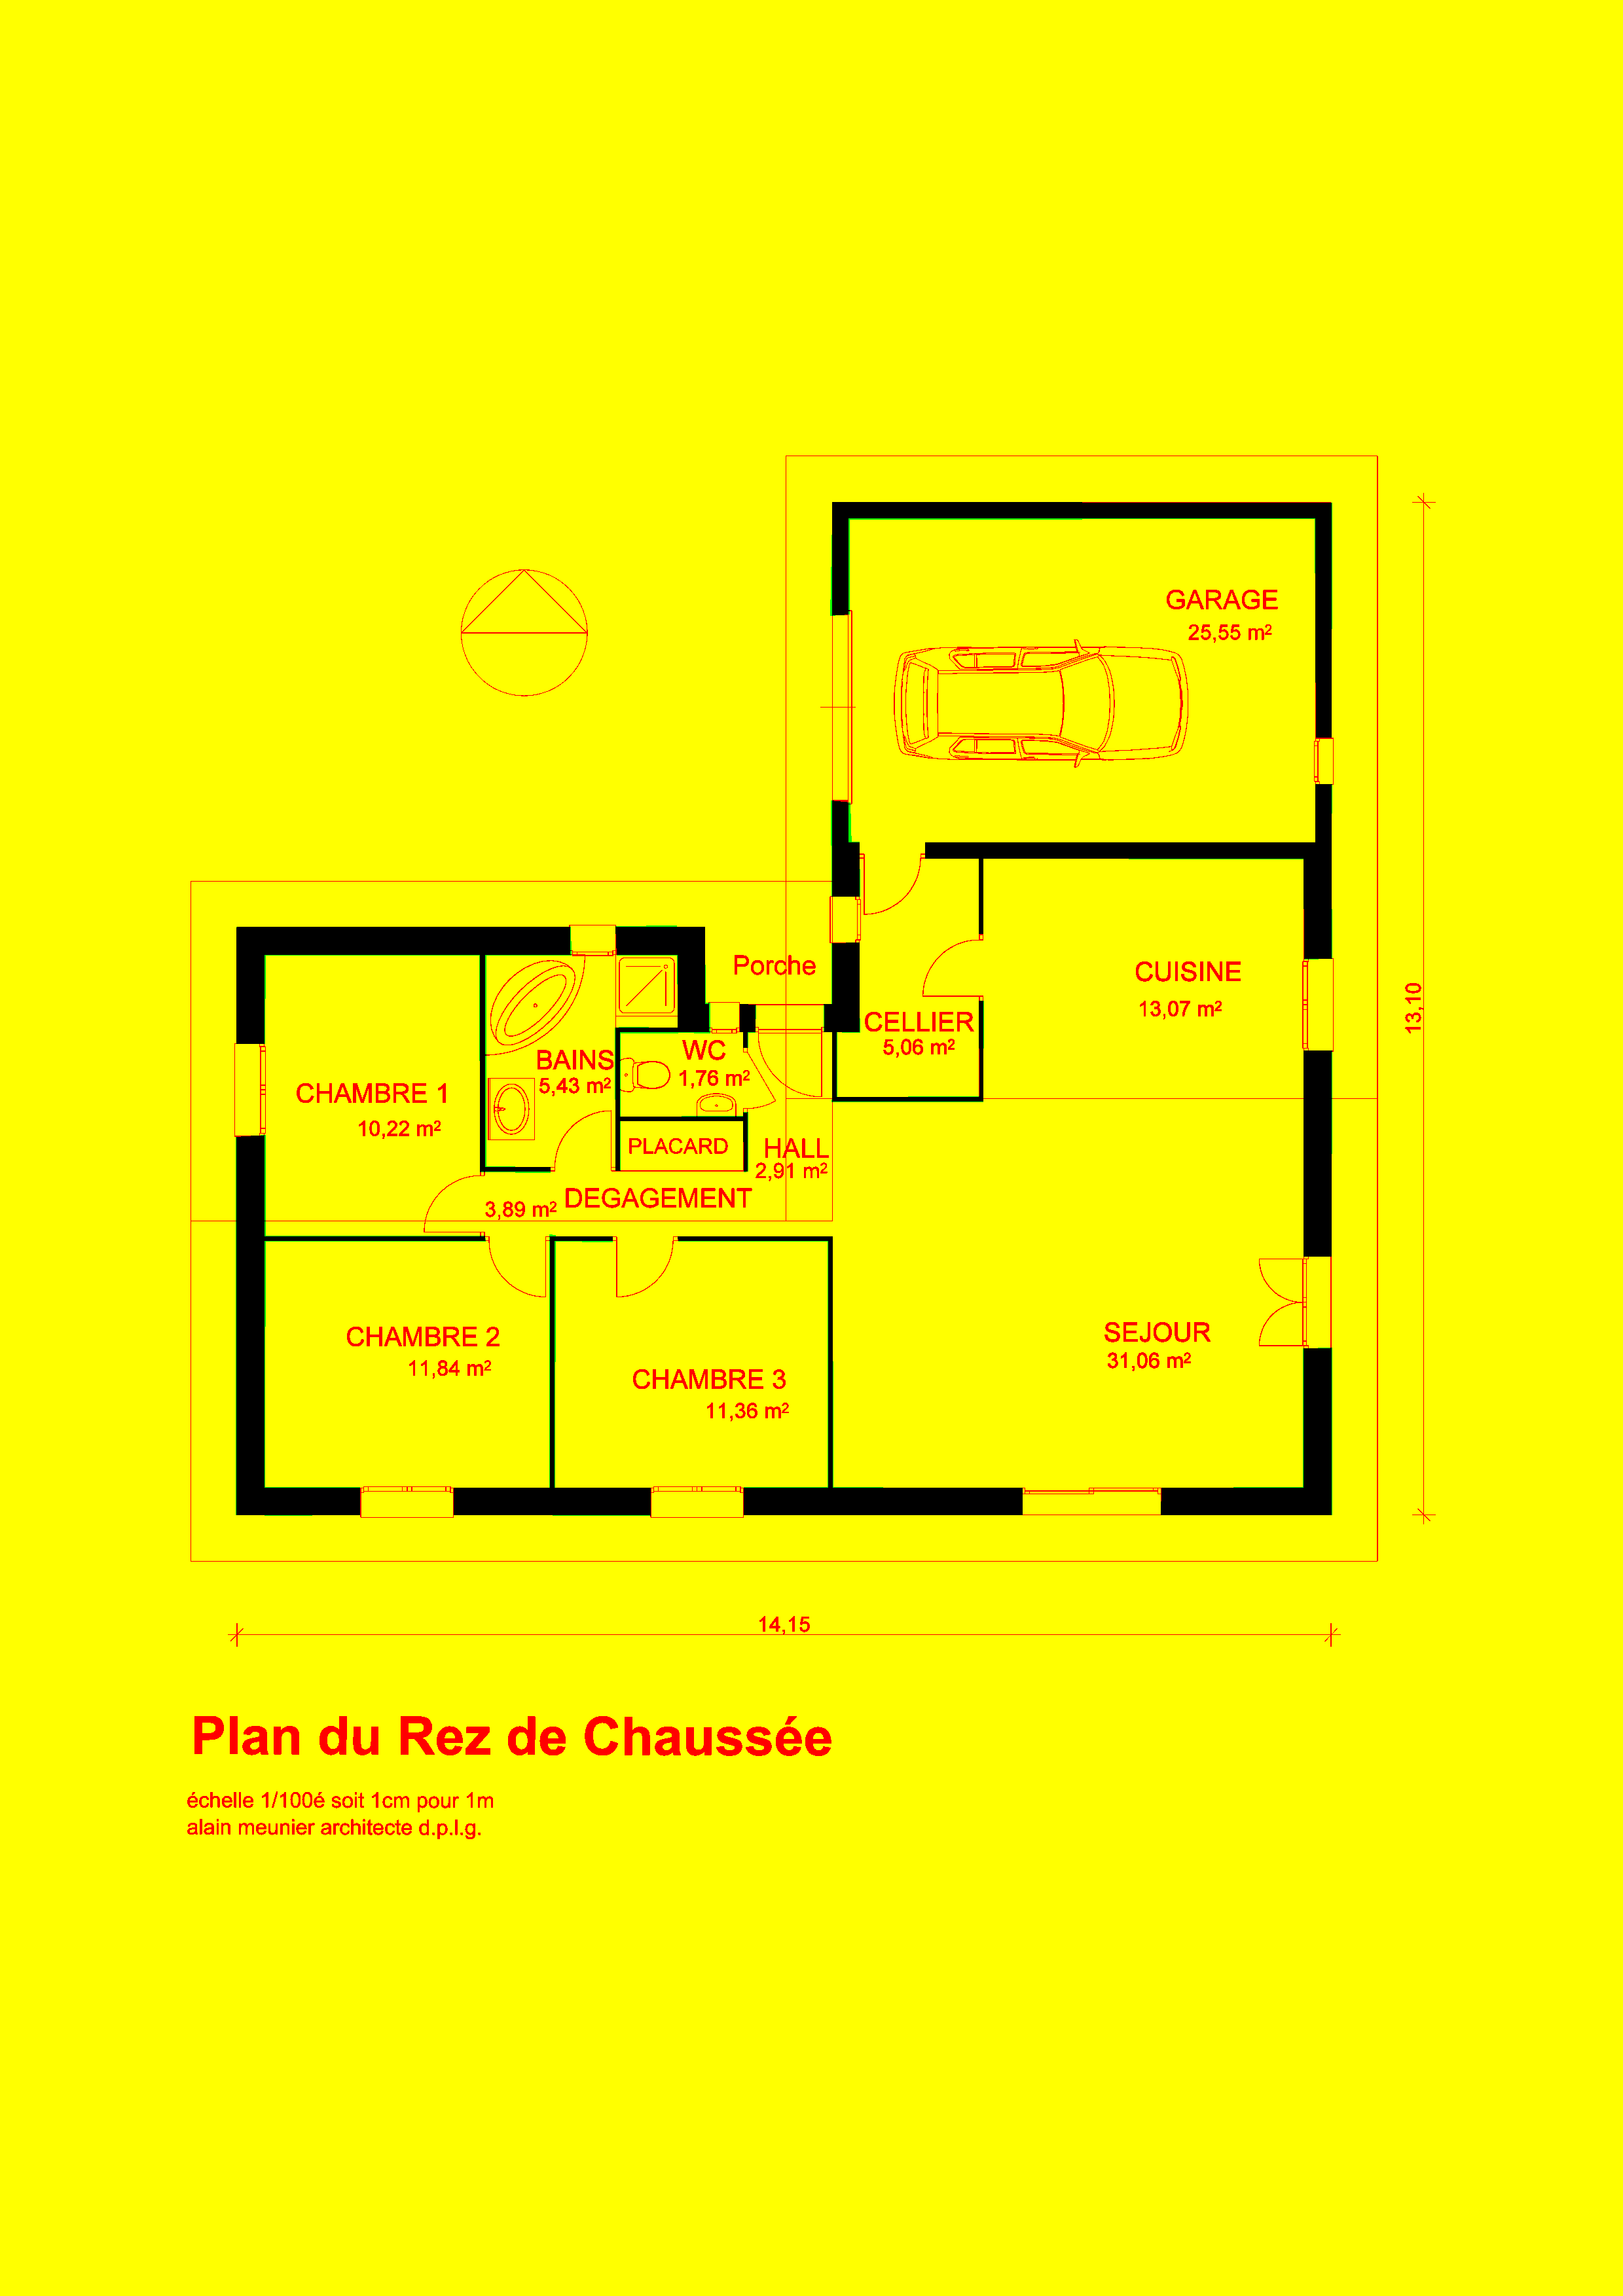 GARAGE
25,55 m²
Porche
CUISINE
13,07 m²
13,10
CELLIER
5,06 m²
WC
1,76 m²
BAINS
5,43 m²
CHAMBRE 1
10,22 m²
PLACARD
HALL
2,91 m²
DEGAGEMENT
3,89 m²
CHAMBRE 2
11,84 m²
SEJOUR
31,06 m²
CHAMBRE 3
11,36 m²
14,15
Plan du Rez de Chaussée
échelle 1/100é soit 1cm pour 1m
alain meunier architecte d.p.l.g.